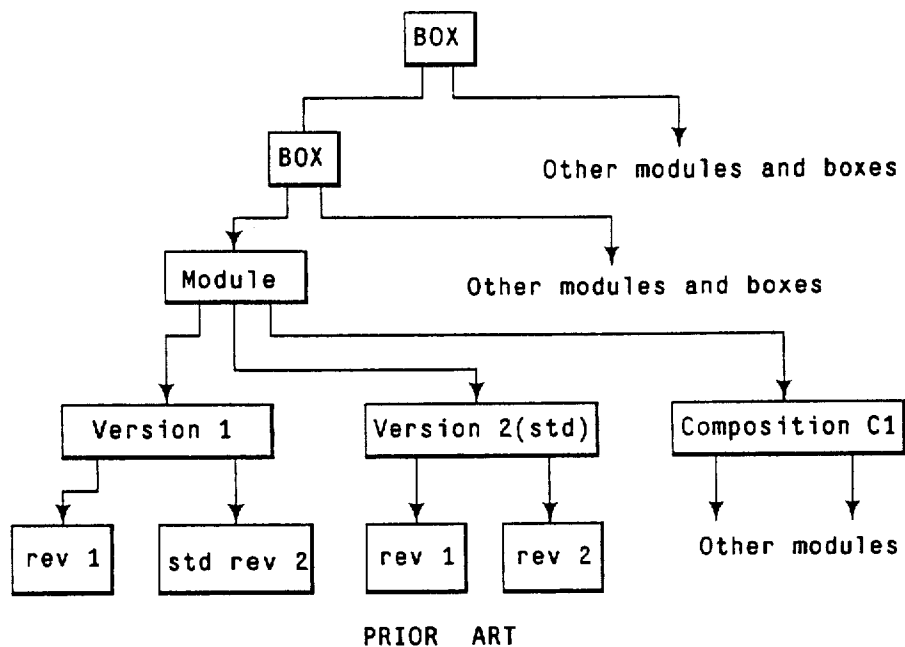 BOX
BOX
Other modules and boxes
Module
Other modules and boxes
Version 1
Version 2(std)
Composition C1
rev 1
std rev 2
rev 1
rev 2
Other modules
PRIOR ART